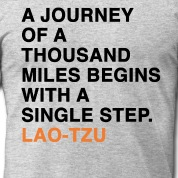 A JOURNEY
OF A
THOUSAND
MILES BEGINS
WITH A
SINGLE STEP.
LAO-TZU